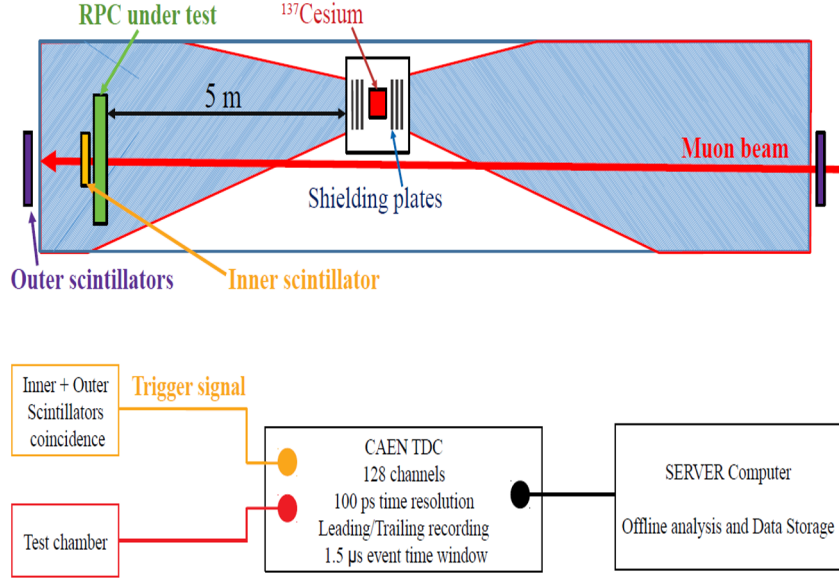 RPC under test
¹³⁷Cesium
5 m
Muon beam
Shielding plates
Outer scintillators
Inner scintillator
Inner + Outer
Scintillators
coincidence
Trigger signal
Test chamber
CAEN TDC
128 channels
100 ps time resolution
Leading/Trailing recording
1.5 μs event time window
SERVER Computer
Offline analysis and Data Storage